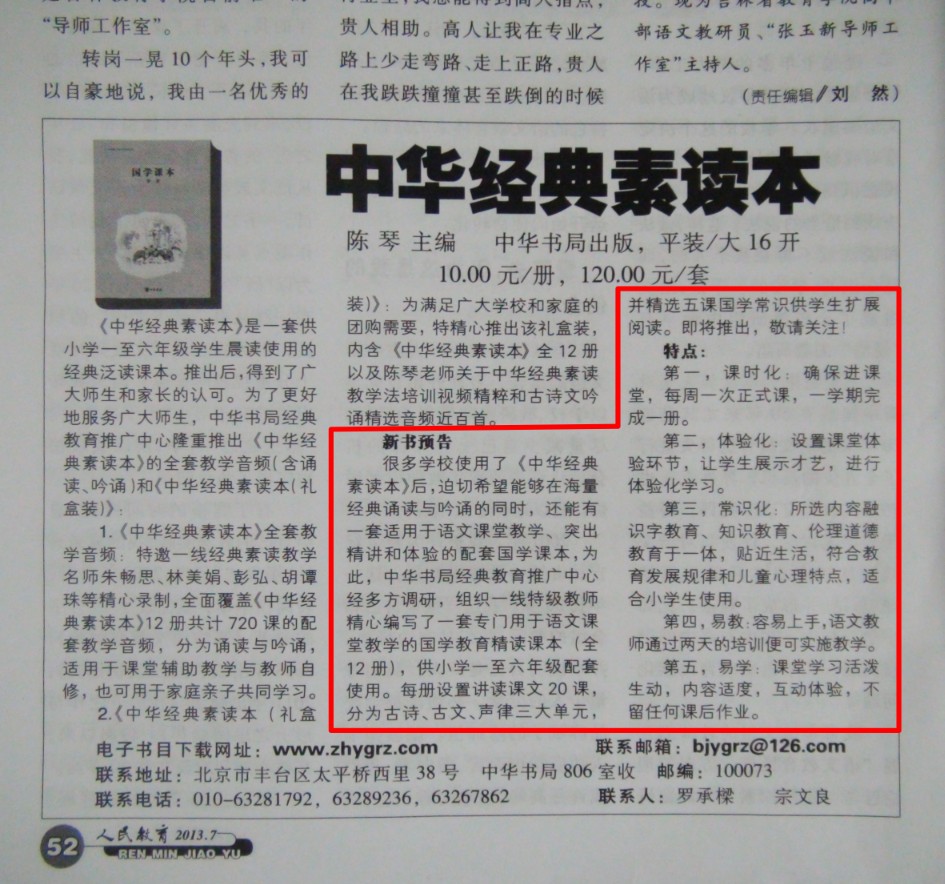 “导师工作室”。
转岗一晃 10 个年头，我可
以自豪地说，我由一名优秀的
贵人相助。高人让我在专业之
路上少走弯路、走上正路，贵人
在我跌跌撞撞甚至跌倒的时候
部语文教研员、“张玉新导师工
作室”主持人。
（责任编辑∥刘　然）
国学课本
中华经典素读本
陈 琴 主编　中华书局出版，平装/大 16 开
10.00 元/册，120.00 元/套
《中华经典素读本》是一套供
小学一至六年级学生晨读使用的
经典泛读课本。推出后，得到了广
大师生和家长的认可。为了更好
地服务广大师生，中华书局经典
教育推广中心隆重推出《中华经
典素读本》的全套教学音频（含诵
读、吟诵）和《中华经典素读本（礼
盒装）》：
1.《中华经典素读本》全套教
学音频：特邀一线经典素读教学
名师朱畅思、林美娟、彭弘、胡谭
珠等精心录制，全面覆盖《中华经
典素读本》12 册共计 720 课的配
套教学音频，分为诵读与吟诵，
适用于课堂辅助教学与教师自
修，也可用于家庭亲子共同学习。
2.《中华经典素读本（礼盒
装）》：为满足广大学校和家庭的
团购需要，特精心推出该礼盒装，
内含《中华经典素读本》全 12 册
以及陈琴老师关于中华经典素读
教学法培训视频精粹和古诗文吟
诵精选音频近百首。
新书预告
很多学校使用了《中华经典
素读本》后，迫切希望能够在海量
经典诵读与吟诵的同时，还能有
一套适用于语文课堂教学、突出
精讲和体验的配套国学课本，为
此，中华书局经典教育推广中心
经多方调研，组织一线特级教师
精心编写了一套专门用于语文课
堂教学的国学教育精读课本（全
12 册），供小学一至六年级配套
使用。每册设置讲读课文 20 课，
分为古诗、古文、声律三大单元，
并精选五课国学常识供学生扩展
阅读。即将推出，敬请关注！
特点：
第一，课时化：确保进课
堂，每周一次正式课，一学期完
成一册。
第二，体验化：设置课堂体
验环节，让学生展示才艺，进行
体验化学习。
第三，常识化：所选内容融
识字教育、知识教育、伦理道德
教育于一体，贴近生活，符合教
育发展规律和儿童心理特点，适
合小学生使用。
第四，易教：容易上手，语文教
师通过两天的培训便可实施教学。
第五，易学：课堂学习活泼
生动，内容适度，互动体验，不
留任何课后作业。
电子书目下载网址：www.zhygrz.com　联系邮箱：bjygrz@126.com
联系地址：北京市丰台区太平桥西里 38 号　中华书局 806 室收　邮编：100073
联系电话：010-63281792，63289236，63267862　联系人：罗承樑　宗文良
52 人民教育 2013.7
REN MIN JIAO YU